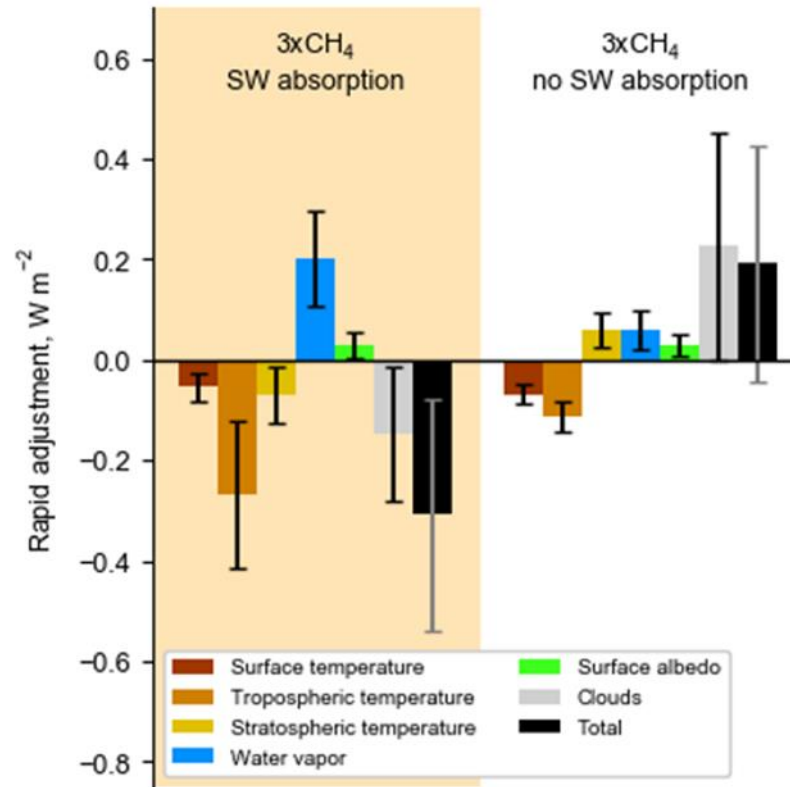 3xCH₄
SW absorption
3xCH₄
no SW absorption
Rapid adjustment, W m⁻²
0.6
0.4
0.2
0.0
−0.2
−0.4
−0.6
−0.8
Surface temperature
Tropospheric temperature
Stratospheric temperature
Water vapor
Surface albedo
Clouds
Total